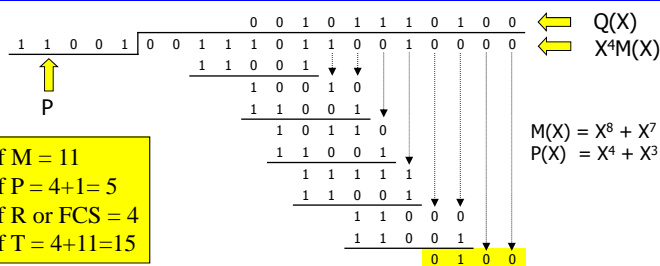 0 0 1 0 1 1 1 0 1 0 0 Q(X)
1 1 0 0 1 0 0 1 1 1 0 1 1 0 0 1 0 0 0 0 X⁴M(X)
1 1 0 0 1
1 0 0 1 0
P
1 1 0 0 1
1 0 1 1 0
1 1 0 0 1
1 1 1 1 1
1 1 0 0 1
1 1 0 0 0
1 1 0 0 1
0 1 0 0
M(X) = X⁸ + X⁷
P(X) = X⁴ + X³
f M = 11
f P = 4+1= 5
f R or FCS = 4
f T = 4+11=15